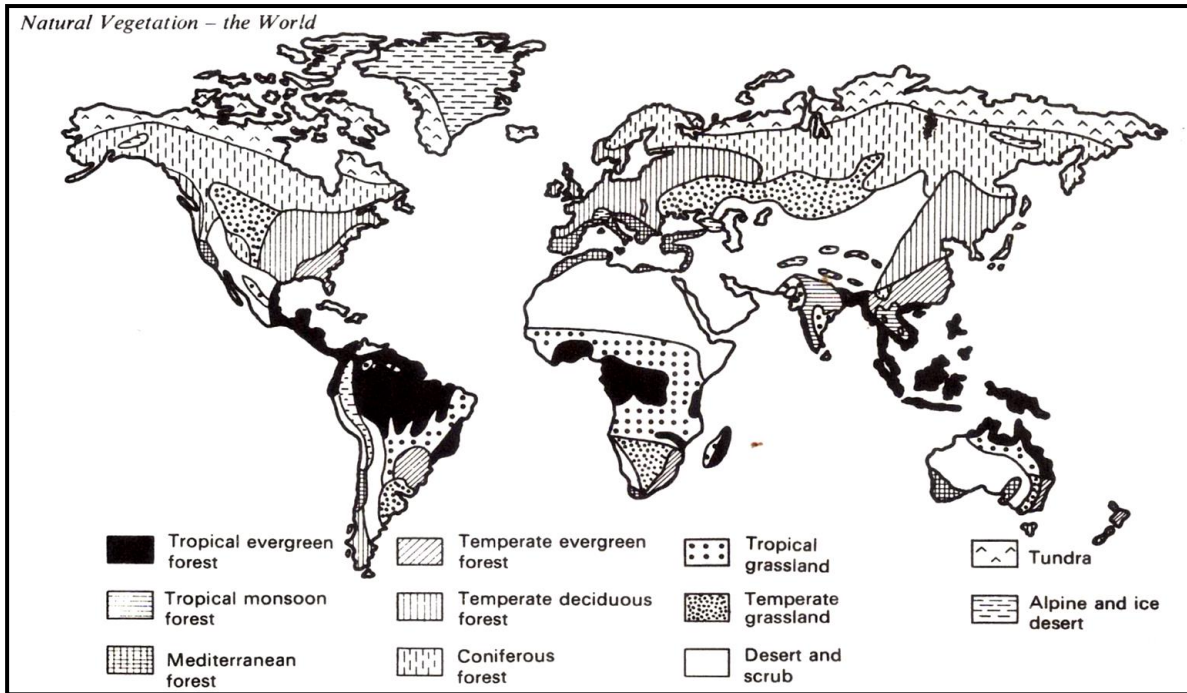 Natural Vegetation – the World
Tropical evergreen
forest
Temperate evergreen
forest
Tropical
grassland
Tundra
Tropical monsoon
forest
Temperate deciduous
forest
Temperate
grassland
Alpine and ice
desert
Mediterranean
forest
Coniferous
forest
Desert and
scrub